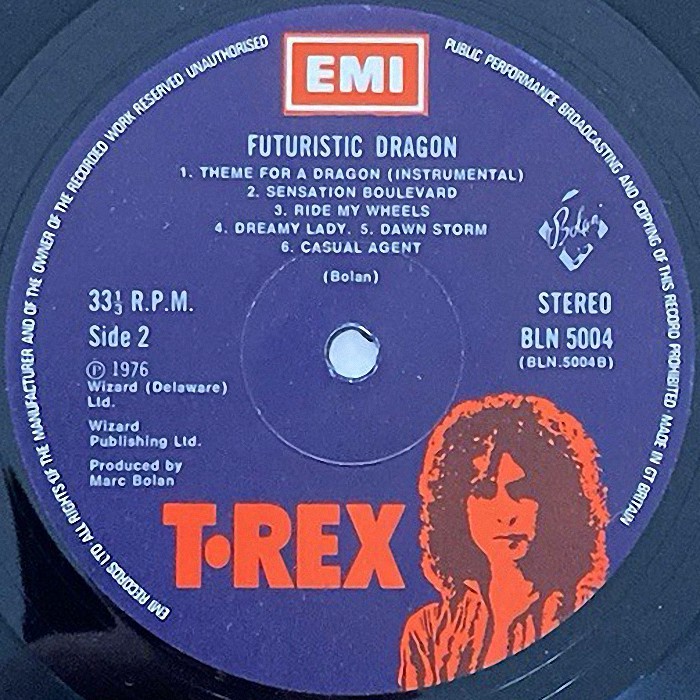 EMI
FUTURISTIC DRAGON
1. THEME FOR A DRAGON (INSTRUMENTAL)
2. SENSATION BOULEVARD
3. RIDE MY WHEELS
4. DREAMY LADY. 5. DAWN STORM
6. CASUAL AGENT
(Bolan)
Bolan
33⅓ R.P.M.
Side 2
Ⓟ 1976
Wizard (Delaware)
Ltd.
Wizard
Publishing Ltd.
Produced by
Marc Bolan
STEREO
BLN 5004
(BLN.5004B)
T•REX
EMI RECORDS LTD ALL RIGHTS OF THE MANUFACTURER AND OF THE OWNER OF THE RECORDED WORK RESERVED UNAUTHORISED
PUBLIC PERFORMANCE BROADCASTING AND COPYING OF THIS RECORD PROHIBITED MADE IN GT BRITAIN